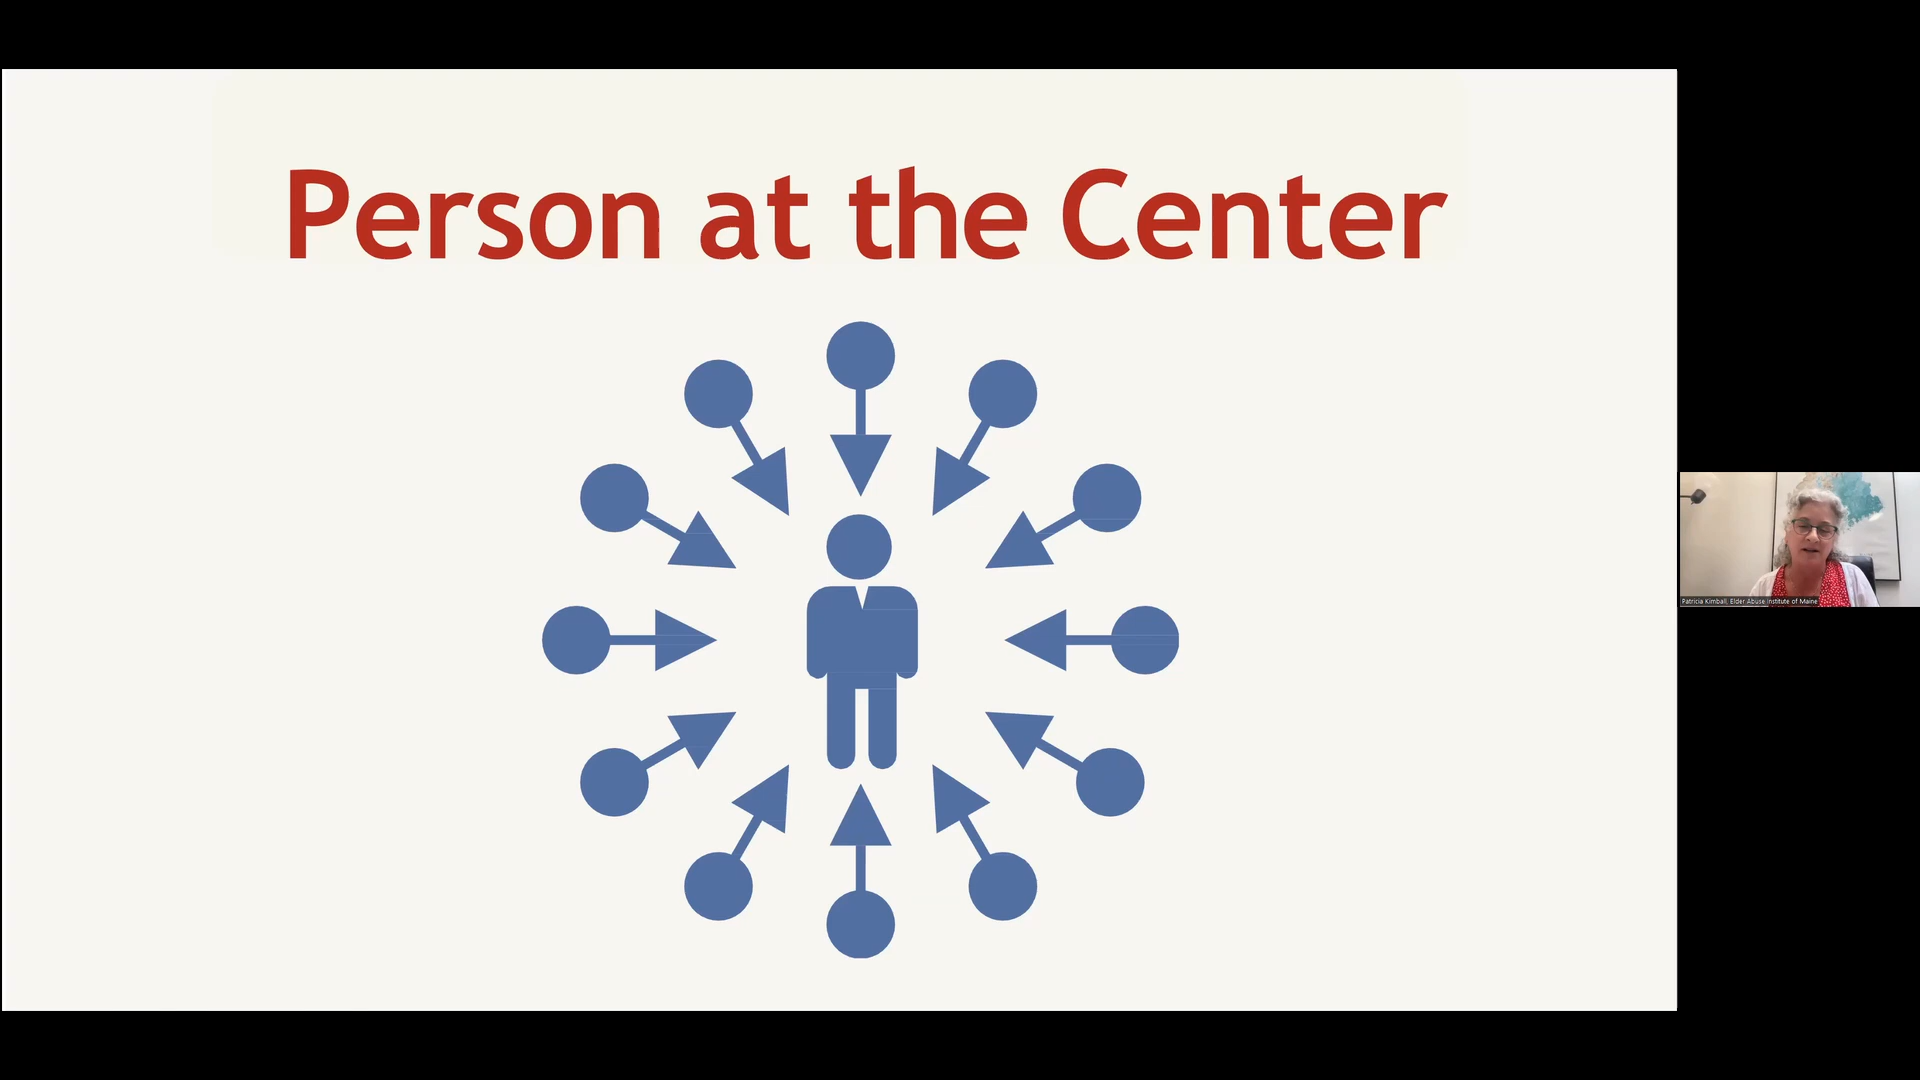 Person at the Center
Patricia Kimball, Elder Abuse Institute of Maine